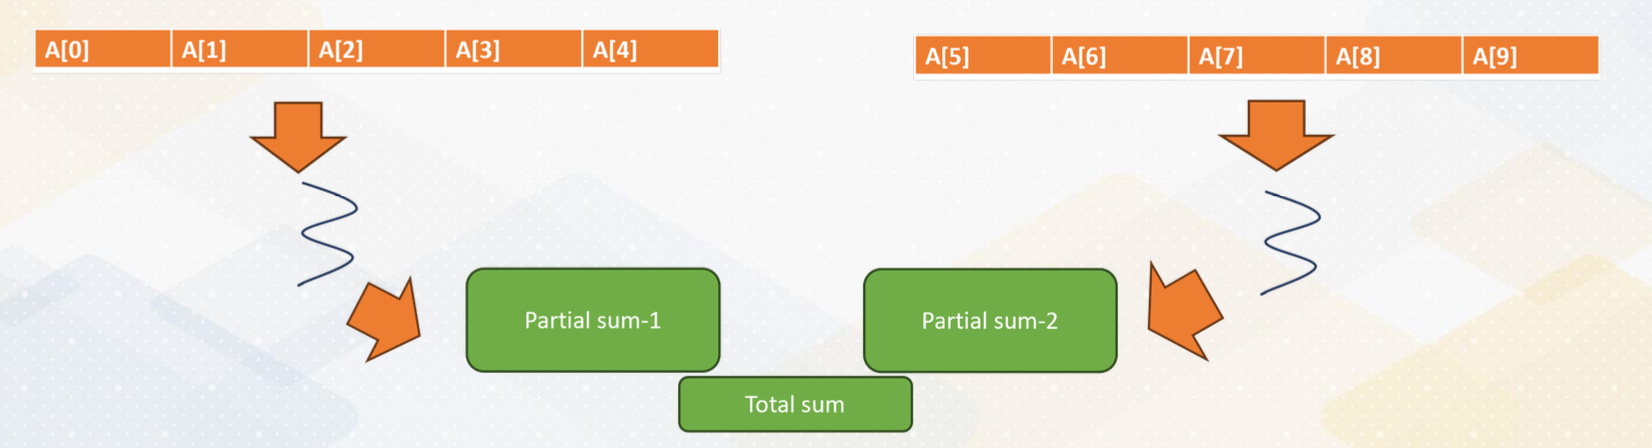 A[0] A[1] A[2] A[3] A[4]
A[5] A[6] A[7] A[8] A[9]
Partial sum-1
Partial sum-2
Total sum